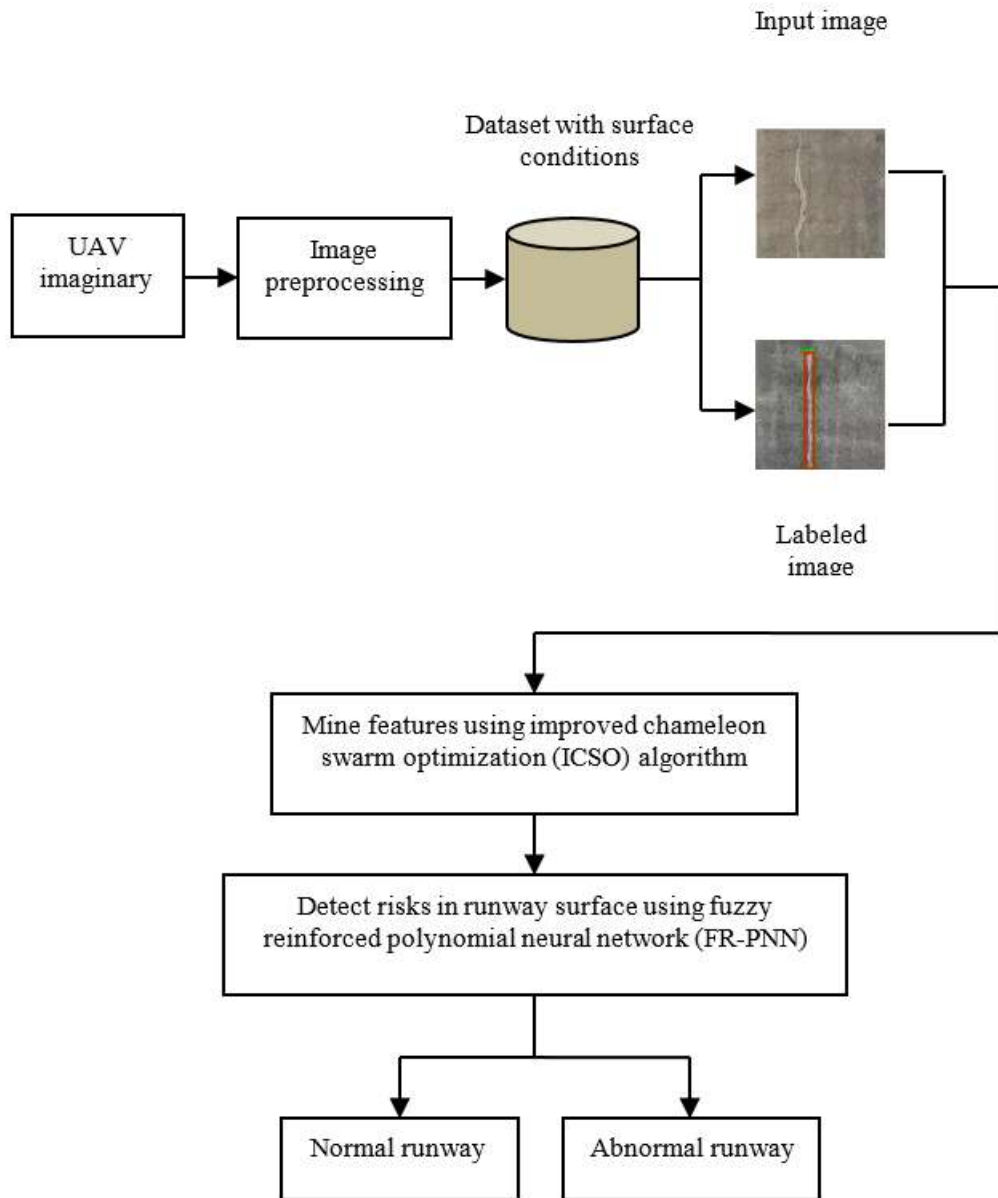 Input image
Dataset with surface
conditions
UAV
imaginary
Image
preprocessing
Labeled
image
Mine features using improved chameleon
swarm optimization (ICSO) algorithm
Detect risks in runway surface using fuzzy
reinforced polynomial neural network (FR-PNN)
Normal runway
Abnormal runway